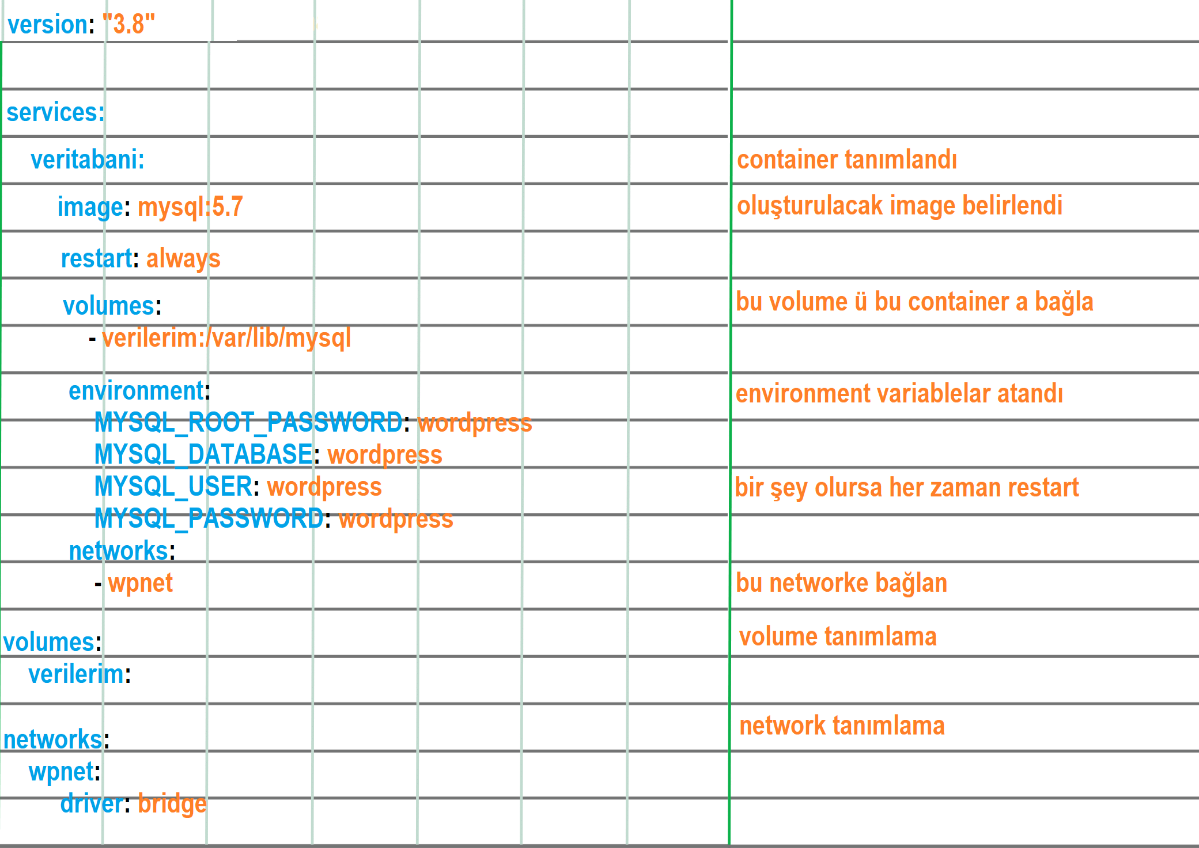 version: "3.8"
services:
veritabani: container tanımlandı
image: mysql:5.7 oluşturulacak image belirlendi
restart: always
volumes: bu volume ü bu container a bağla
- verilerim:/var/lib/mysql
environment: environment variablelar atandı
MYSQL_ROOT_PASSWORD: wordpress
MYSQL_DATABASE: wordpress
MYSQL_USER: wordpress bir şey olursa her zaman restart
MYSQL_PASSWORD: wordpress
networks:
- wpnet bu networke bağlan
volumes: volume tanımlama
verilerim:
networks: network tanımlama
wpnet:
driver: bridge